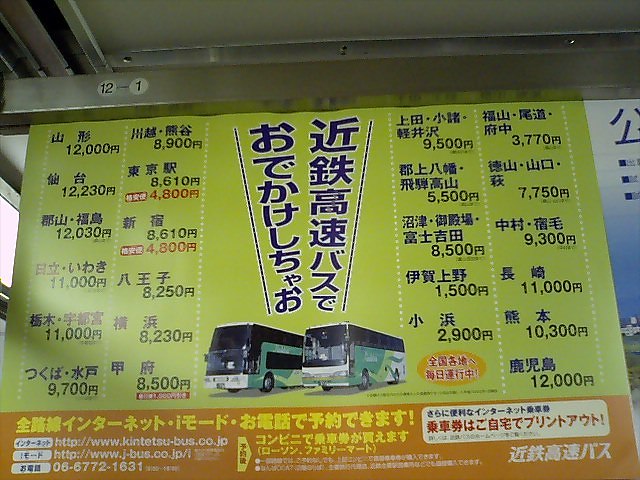 12-1
近鉄高速バスで
おでかけしちゃお
山形
12,000円
仙台
12,230円
郡山・福島
12,030円
日立・いわき
11,000円
栃木・宇都宮
11,000円
つくば・水戸
9,700円
川越・熊谷
8,900円
東京駅
8,610円
格安便 4,800円
新宿
8,610円
格安便 4,800円
八王子
8,250円
横浜
8,230円
甲府
8,500円
上田・小諸・
軽井沢
9,500円
郡上八幡・
飛騨高山
5,500円
沼津・御殿場・
富士吉田
8,500円
伊賀上野
1,500円
小浜
2,900円
福山・尾道・
府中
3,770円
徳山・山口・
萩
7,750円
中村・宿毛
9,300円
長崎
11,000円
熊本
10,300円
鹿児島
12,000円
全国各地へ
毎日運行中!
全路線インターネット・iモード・お電話で予約できます!
インターネット http://www.kintetsu-bus.co.jp
iモード http://www.j-bus.co.jp/i
お電話 06-6772-1631
予約後
コンビニで乗車券が買えます
(ローソン、ファミリーマート)
さらに便利なインターネット乗車券
乗車券はご自宅でプリントアウト!
近鉄高速バス
公